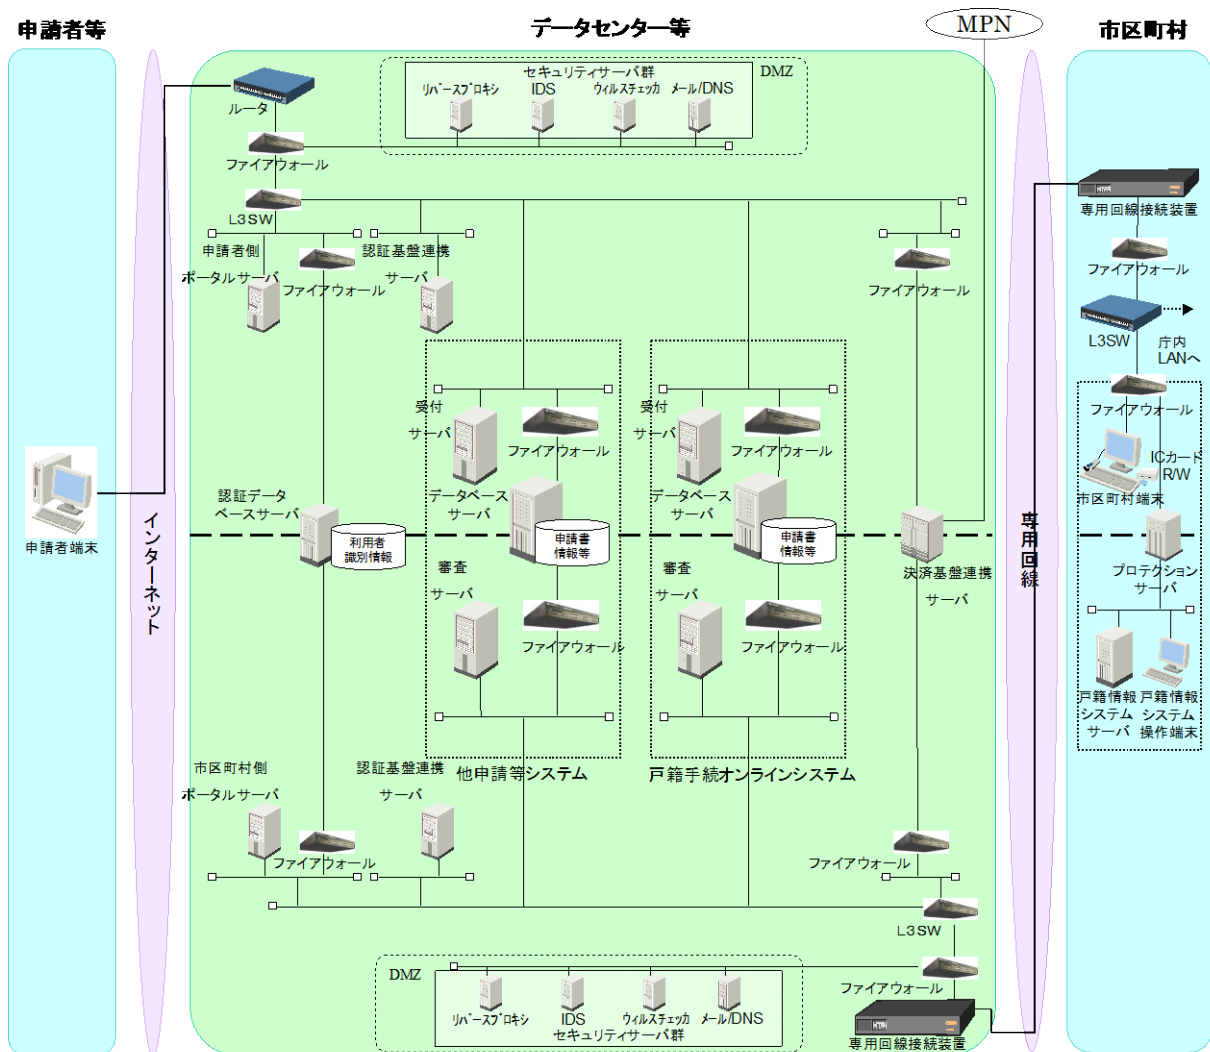 申請者等
データセンター等
MPN
市区町村
セキュリティサーバ群
DMZ
リバースプロキシ
IDS
ウィルスチェッカ
メール/DNS
ルータ
ファイアウォール
L3SW
申請者側
ポータルサーバ
ファイアウォール
認証基盤連携
サーバ
ファイアウォール
専用回線接続装置
ファイアウォール
L3SW
庁内
LANへ
ファイアウォール
ICカード
R/W
市区町村端末
受付
サーバ
ファイアウォール
データベース
サーバ
申請書
情報等
審査
サーバ
ファイアウォール
他申請等システム
受付
サーバ
ファイアウォール
データベース
サーバ
申請書
情報等
審査
サーバ
ファイアウォール
戸籍手続オンラインシステム
申請者端末
インターネット
認証データ
ベースサーバ
利用者
識別情報
決済基盤連携
サーバ
専用回線
プロテクション
サーバ
戸籍情報
システム
サーバ
戸籍情報
システム
操作端末
市区町村側
ポータルサーバ
ファイアウォール
認証基盤連携
サーバ
ファイアウォール
L3SW
ファイアウォール
DMZ
リバースプロキシ
IDS
ウィルスチェッカ
メール/DNS
セキュリティサーバ群
専用回線接続装置